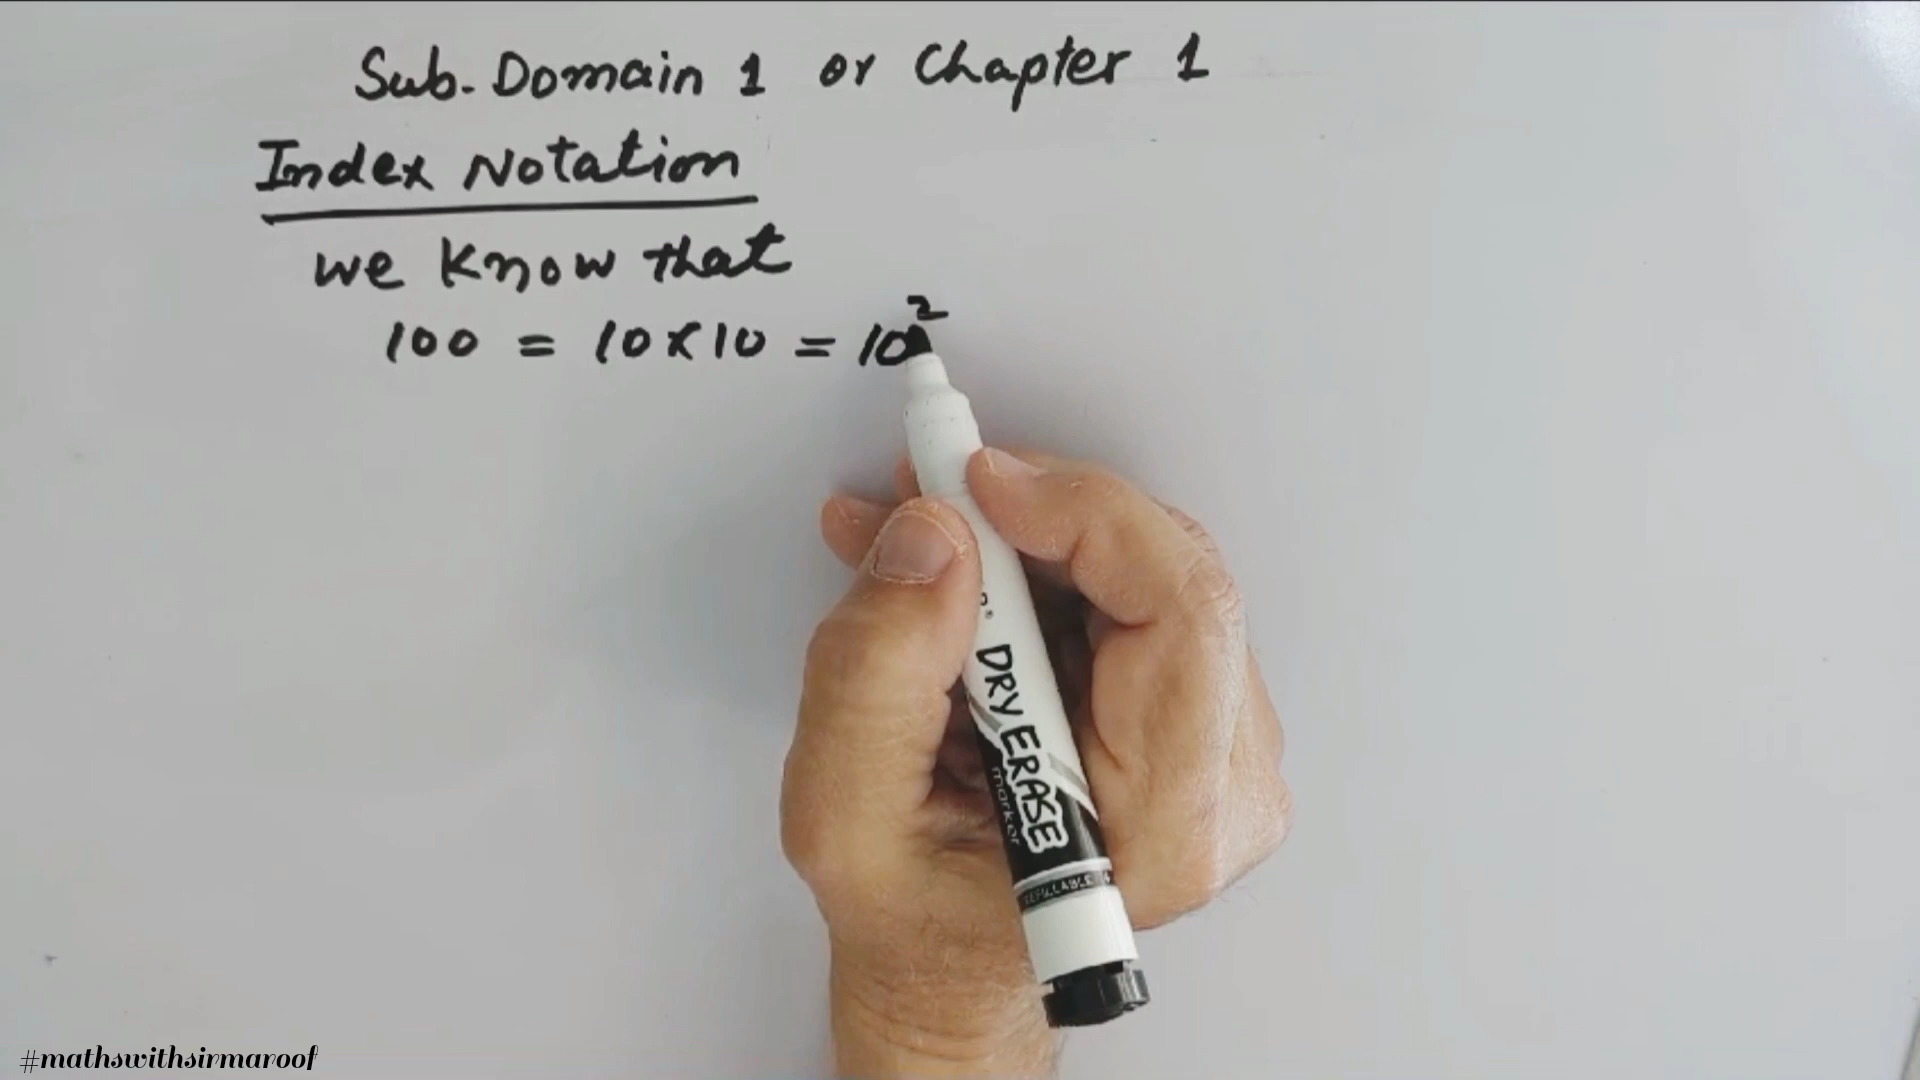 Sub. Domain 1 or Chapter 1
Index Notation
we know that
100 = 10 x 10 = 10²
DRY ERASE
marker
REFILLABLE
#mathswithsirmaroof